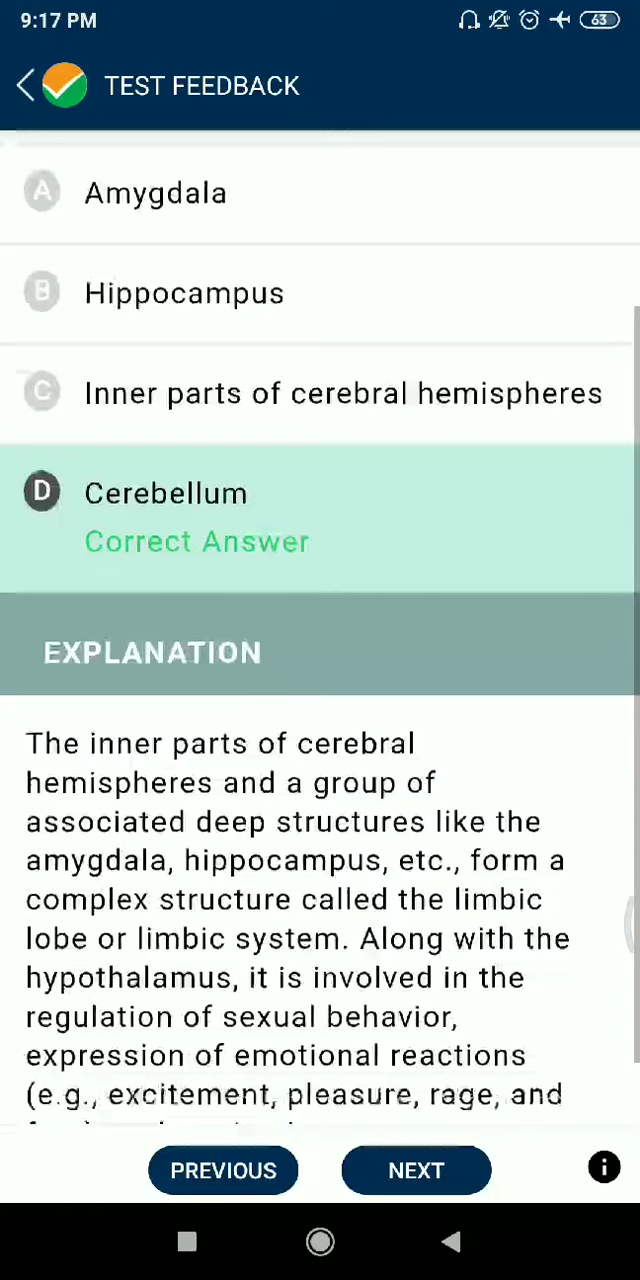 9:17 PM
63
TEST FEEDBACK
A Amygdala
B Hippocampus
C Inner parts of cerebral hemispheres
D Cerebellum
Correct Answer
EXPLANATION
The inner parts of cerebral
hemispheres and a group of
associated deep structures like the
amygdala, hippocampus, etc., form a
complex structure called the limbic
lobe or limbic system. Along with the
hypothalamus, it is involved in the
regulation of sexual behavior,
expression of emotional reactions
(e.g., excitement, pleasure, rage, and
PREVIOUS
NEXT
i